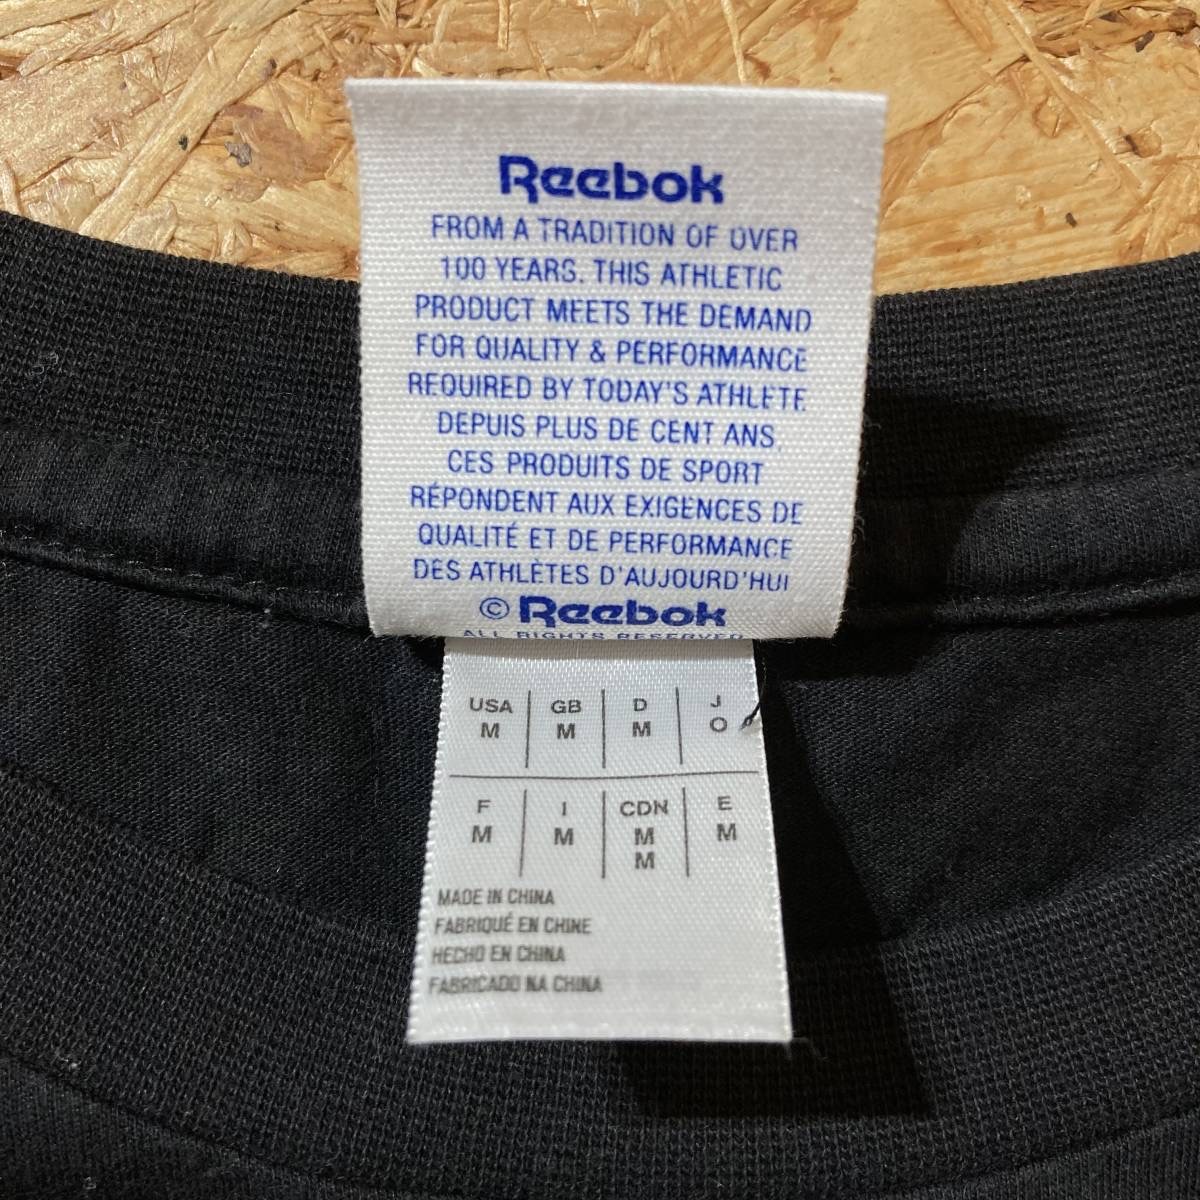 Reebok
FROM A TRADITION OF OVER
100 YEARS. THIS ATHLETIC
PRODUCT MEETS THE DEMAND
FOR QUALITY & PERFORMANCE
REQUIRED BY TODAY'S ATHLETE.
DEPUIS PLUS DE CENT ANS,
CES PRODUITS DE SPORT
RÉPONDENT AUX EXIGENCES DE
QUALITÉ ET DE PERFORMANCE
DES ATHLÈTES D'AUJOURD'HUI
© Reebok
ALL RIGHTS RESERVED
USA GB D J
M M M O
F I CDN E
M M M M
M
MADE IN CHINA
FABRIQUÉ EN CHINE
HECHO EN CHINA
FABRICADO NA CHINA